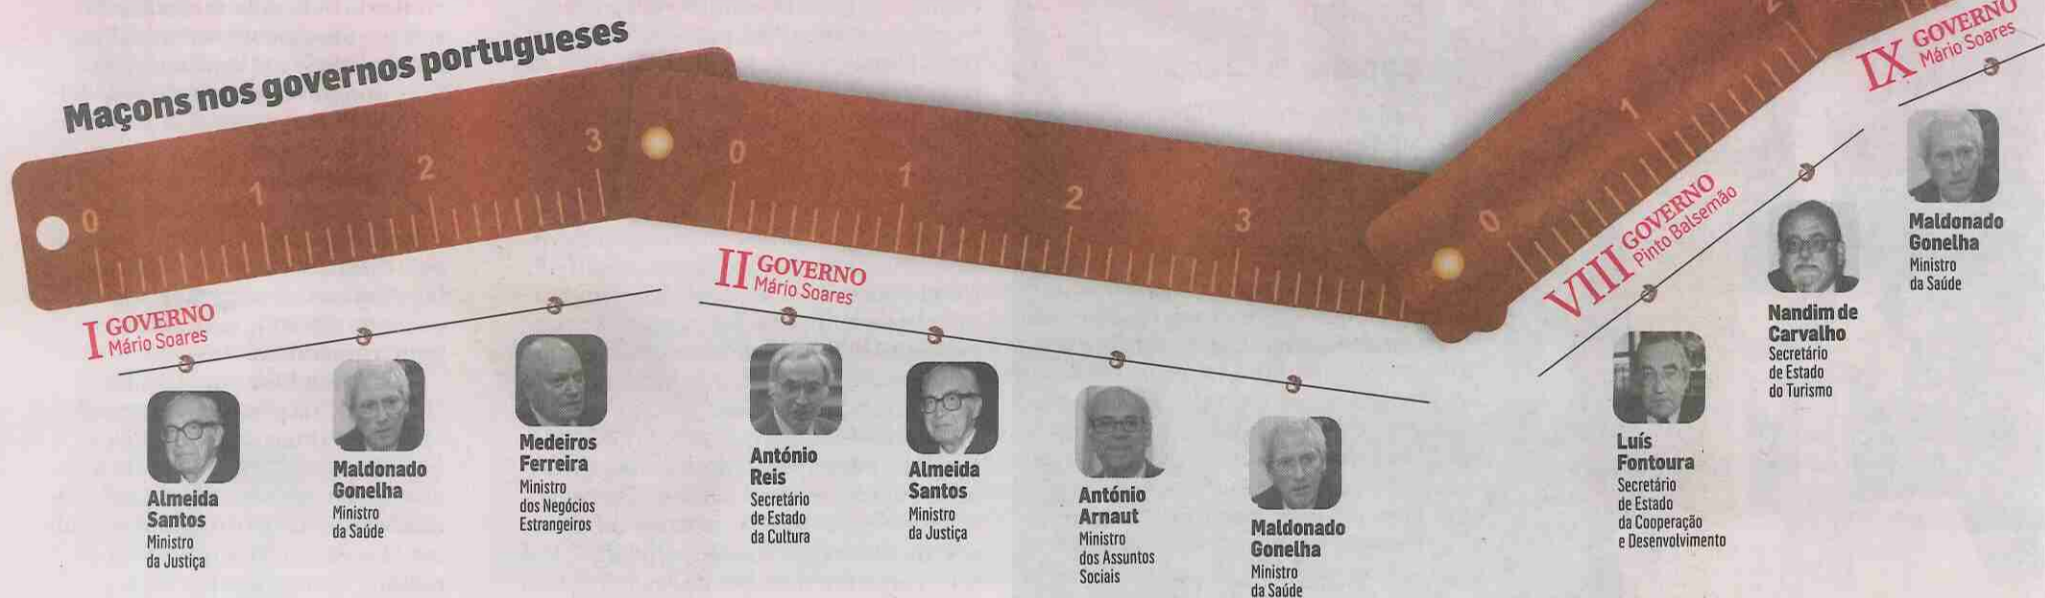 Maçons nos governos portugueses
0 1 2 3
0 1 2 3
0 1 2
I GOVERNO
Mário Soares
Almeida
Santos
Ministro
da Justiça
Maldonado
Gonelha
Ministro
da Saúde
Medeiros
Ferreira
Ministro
dos Negócios
Estrangeiros
II GOVERNO
Mário Soares
António
Reis
Secretário
de Estado
da Cultura
Almeida
Santos
Ministro
da Justiça
António
Arnaut
Ministro
dos Assuntos
Sociais
Maldonado
Gonelha
Ministro
da Saúde
VIII GOVERNO
Pinto Balsemão
Luís
Fontoura
Secretário
de Estado
da Cooperação
e Desenvolvimento
Nandim de
Carvalho
Secretário
de Estado
do Turismo
IX GOVERNO
Mário Soares
Maldonado
Gonelha
Ministro
da Saúde